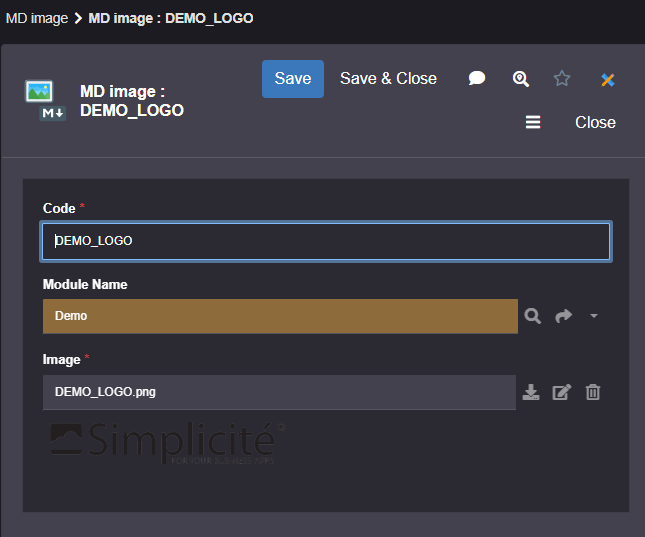 MD image > MD image : DEMO_LOGO
MD image :
DEMO_LOGO
Save
Save & Close
Close
M↓
Code *
DEMO_LOGO
Module Name
Demo
Image *
DEMO_LOGO.png
Simplicité®
FOR YOUR BUSINESS APPS